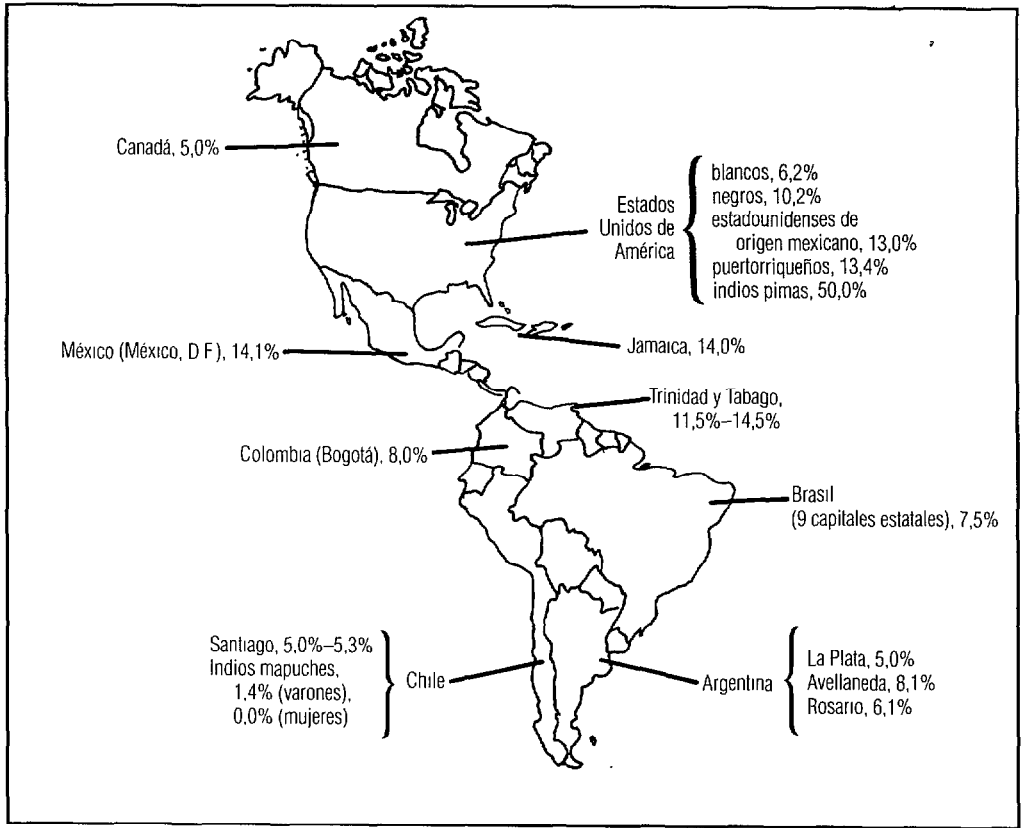 Canadá, 5,0%
Estados
Unidos de
América
blancos, 6,2%
negros, 10,2%
estadounidenses de
origen mexicano, 13,0%
puertorriqueños, 13,4%
indios pimas, 50,0%
México (México, D F), 14,1%
Jamaica, 14,0%
Trinidad y Tabago,
11,5%–14,5%
Colombia (Bogotá), 8,0%
Brasil
(9 capitales estatales), 7,5%
Santiago, 5,0%–5,3%
Indios mapuches,
1,4% (varones),
0,0% (mujeres)
Chile
Argentina
La Plata, 5,0%
Avellaneda, 8,1%
Rosario, 6,1%